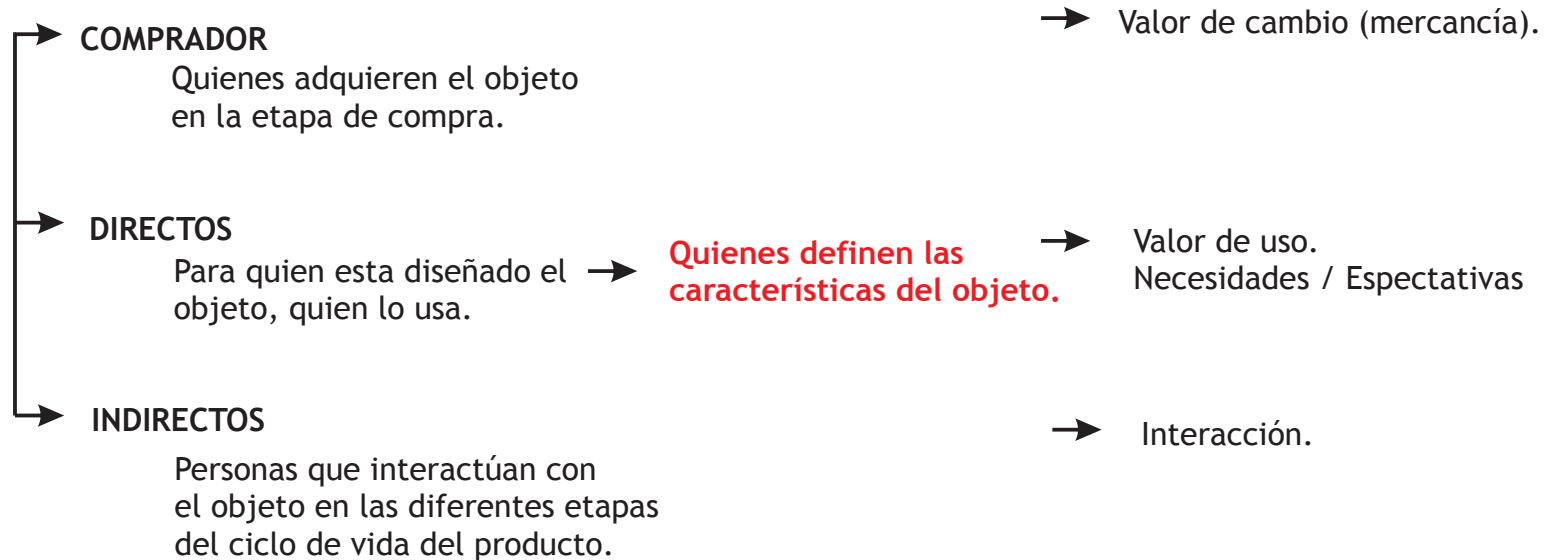 COMPRADOR
Valor de cambio (mercancía).
Quienes adquieren el objeto
en la etapa de compra.
DIRECTOS
Para quien esta diseñado el
objeto, quien lo usa.
Quienes definen las
características del objeto.
Valor de uso.
Necesidades / Espectativas
INDIRECTOS
Interacción.
Personas que interactúan con
el objeto en las diferentes etapas
del ciclo de vida del producto.